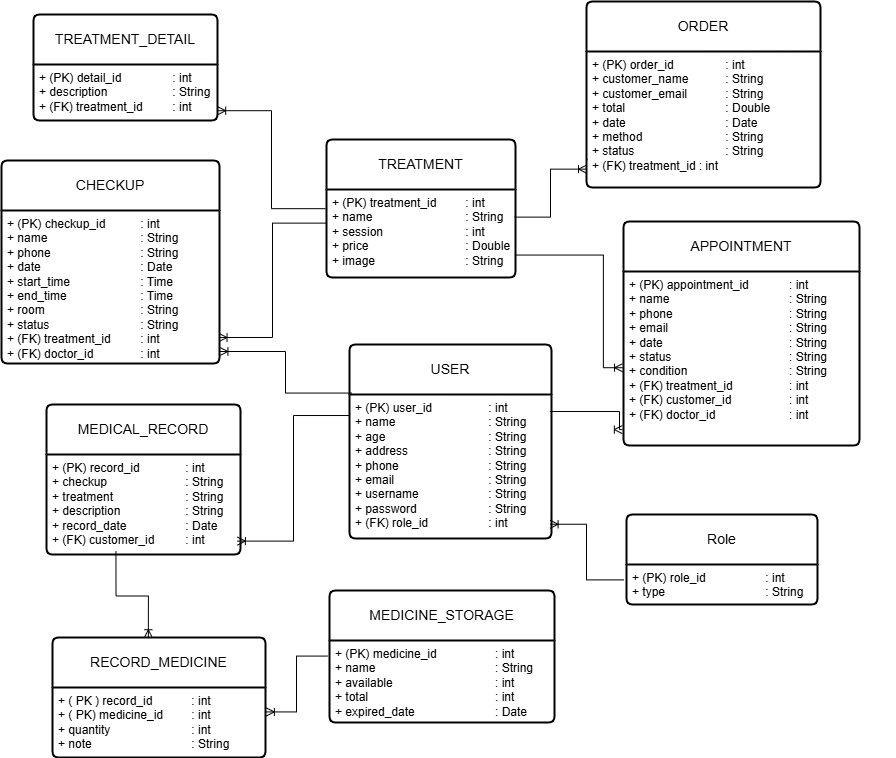 TREATMENT_DETAIL
+ (PK) detail_id : int
+ description : String
+ (FK) treatment_id : int
ORDER
+ (PK) order_id : int
+ customer_name : String
+ customer_email : String
+ total : Double
+ date : Date
+ method : String
+ status : String
+ (FK) treatment_id : int
TREATMENT
+ (PK) treatment_id : int
+ name : String
+ session : int
+ price : Double
+ image : String
CHECKUP
+ (PK) checkup_id : int
+ name : String
+ phone : String
+ date : Date
+ start_time : Time
+ end_time : Time
+ room : String
+ status : String
+ (FK) treatment_id : int
+ (FK) doctor_id : int
APPOINTMENT
+ (PK) appointment_id : int
+ name : String
+ phone : String
+ email : String
+ date : String
+ status : String
+ condition : String
+ (FK) treatment_id : int
+ (FK) customer_id : int
+ (FK) doctor_id : int
USER
+ (PK) user_id : int
+ name : String
+ age : String
+ address : String
+ phone : String
+ email : String
+ username : String
+ password : String
+ (FK) role_id : int
MEDICAL_RECORD
+ (PK) record_id : int
+ checkup : String
+ treatment : String
+ description : String
+ record_date : Date
+ (FK) customer_id : int
Role
+ (PK) role_id : int
+ type : String
MEDICINE_STORAGE
+ (PK) medicine_id : int
+ name : String
+ available : int
+ total : int
+ expired_date : Date
RECORD_MEDICINE
+ ( PK ) record_id : int
+ ( PK) medicine_id : int
+ quantity : int
+ note : String